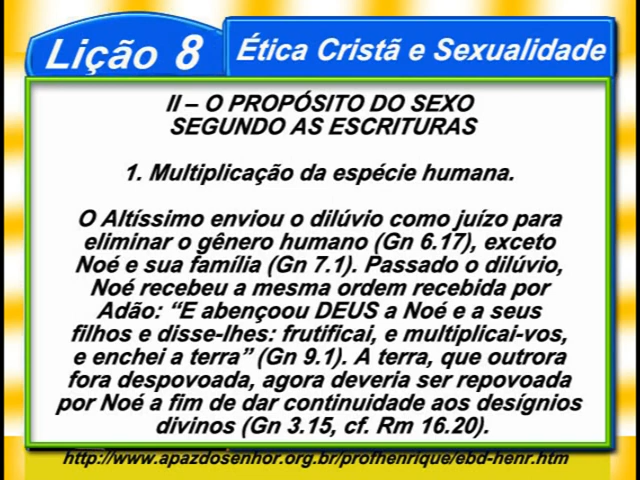 Lição 8
Ética Cristã e Sexualidade
II – O PROPÓSITO DO SEXO
SEGUNDO AS ESCRITURAS
1. Multiplicação da espécie humana.
O Altíssimo enviou o dilúvio como juízo para
eliminar o gênero humano (Gn 6.17), exceto
Noé e sua família (Gn 7.1). Passado o dilúvio,
Noé recebeu a mesma ordem recebida por
Adão: “E abençoou DEUS a Noé e a seus
filhos e disse-lhes: frutificai, e multiplicai-vos,
e enchei a terra” (Gn 9.1). A terra, que outrora
fora despovoada, agora deveria ser repovoada
por Noé a fim de dar continuidade aos desígnios
divinos (Gn 3.15, cf. Rm 16.20).
http://www.apazdosenhor.org.br/profhenrique/ebd-henr.htm